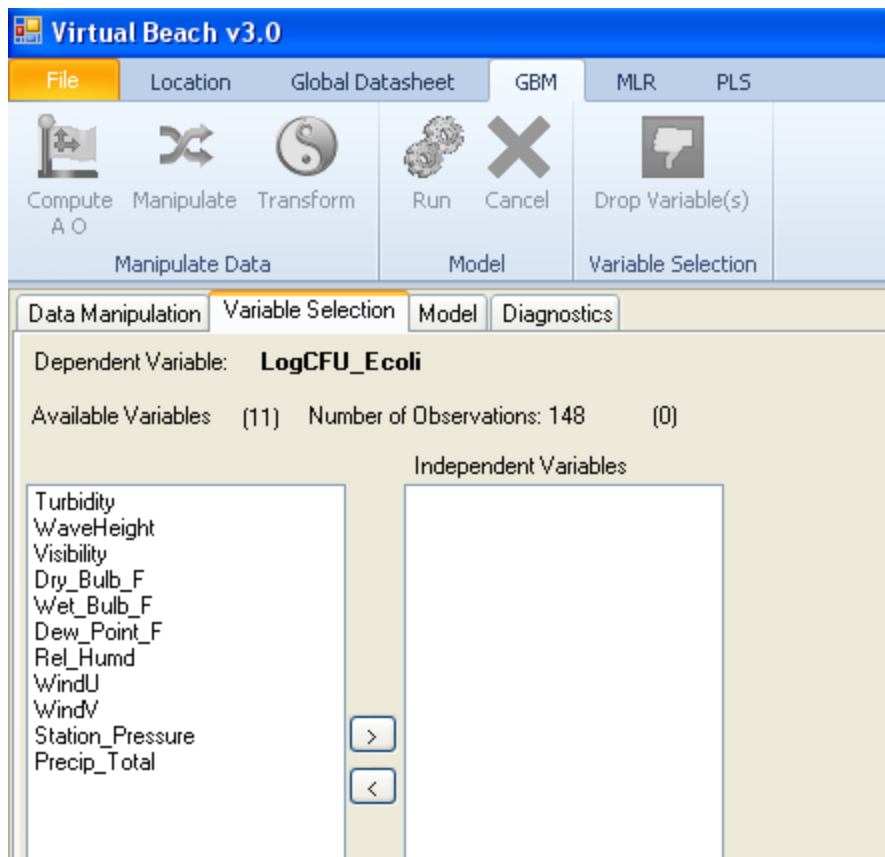 Virtual Beach v3.0
File Location Global Datasheet GBM MLR PLS
Compute A O Manipulate Transform Run Cancel Drop Variable(s)
Manipulate Data Model Variable Selection
Data Manipulation Variable Selection Model Diagnostics
Dependent Variable: LogCFU_Ecoli
Available Variables (11) Number of Observations: 148 (0)
Independent Variables
Turbidity
WaveHeight
Visibility
Dry_Bulb_F
Wet_Bulb_F
Dew_Point_F
Rel_Humd
WindU
WindV
Station_Pressure
>
Precip_Total
<